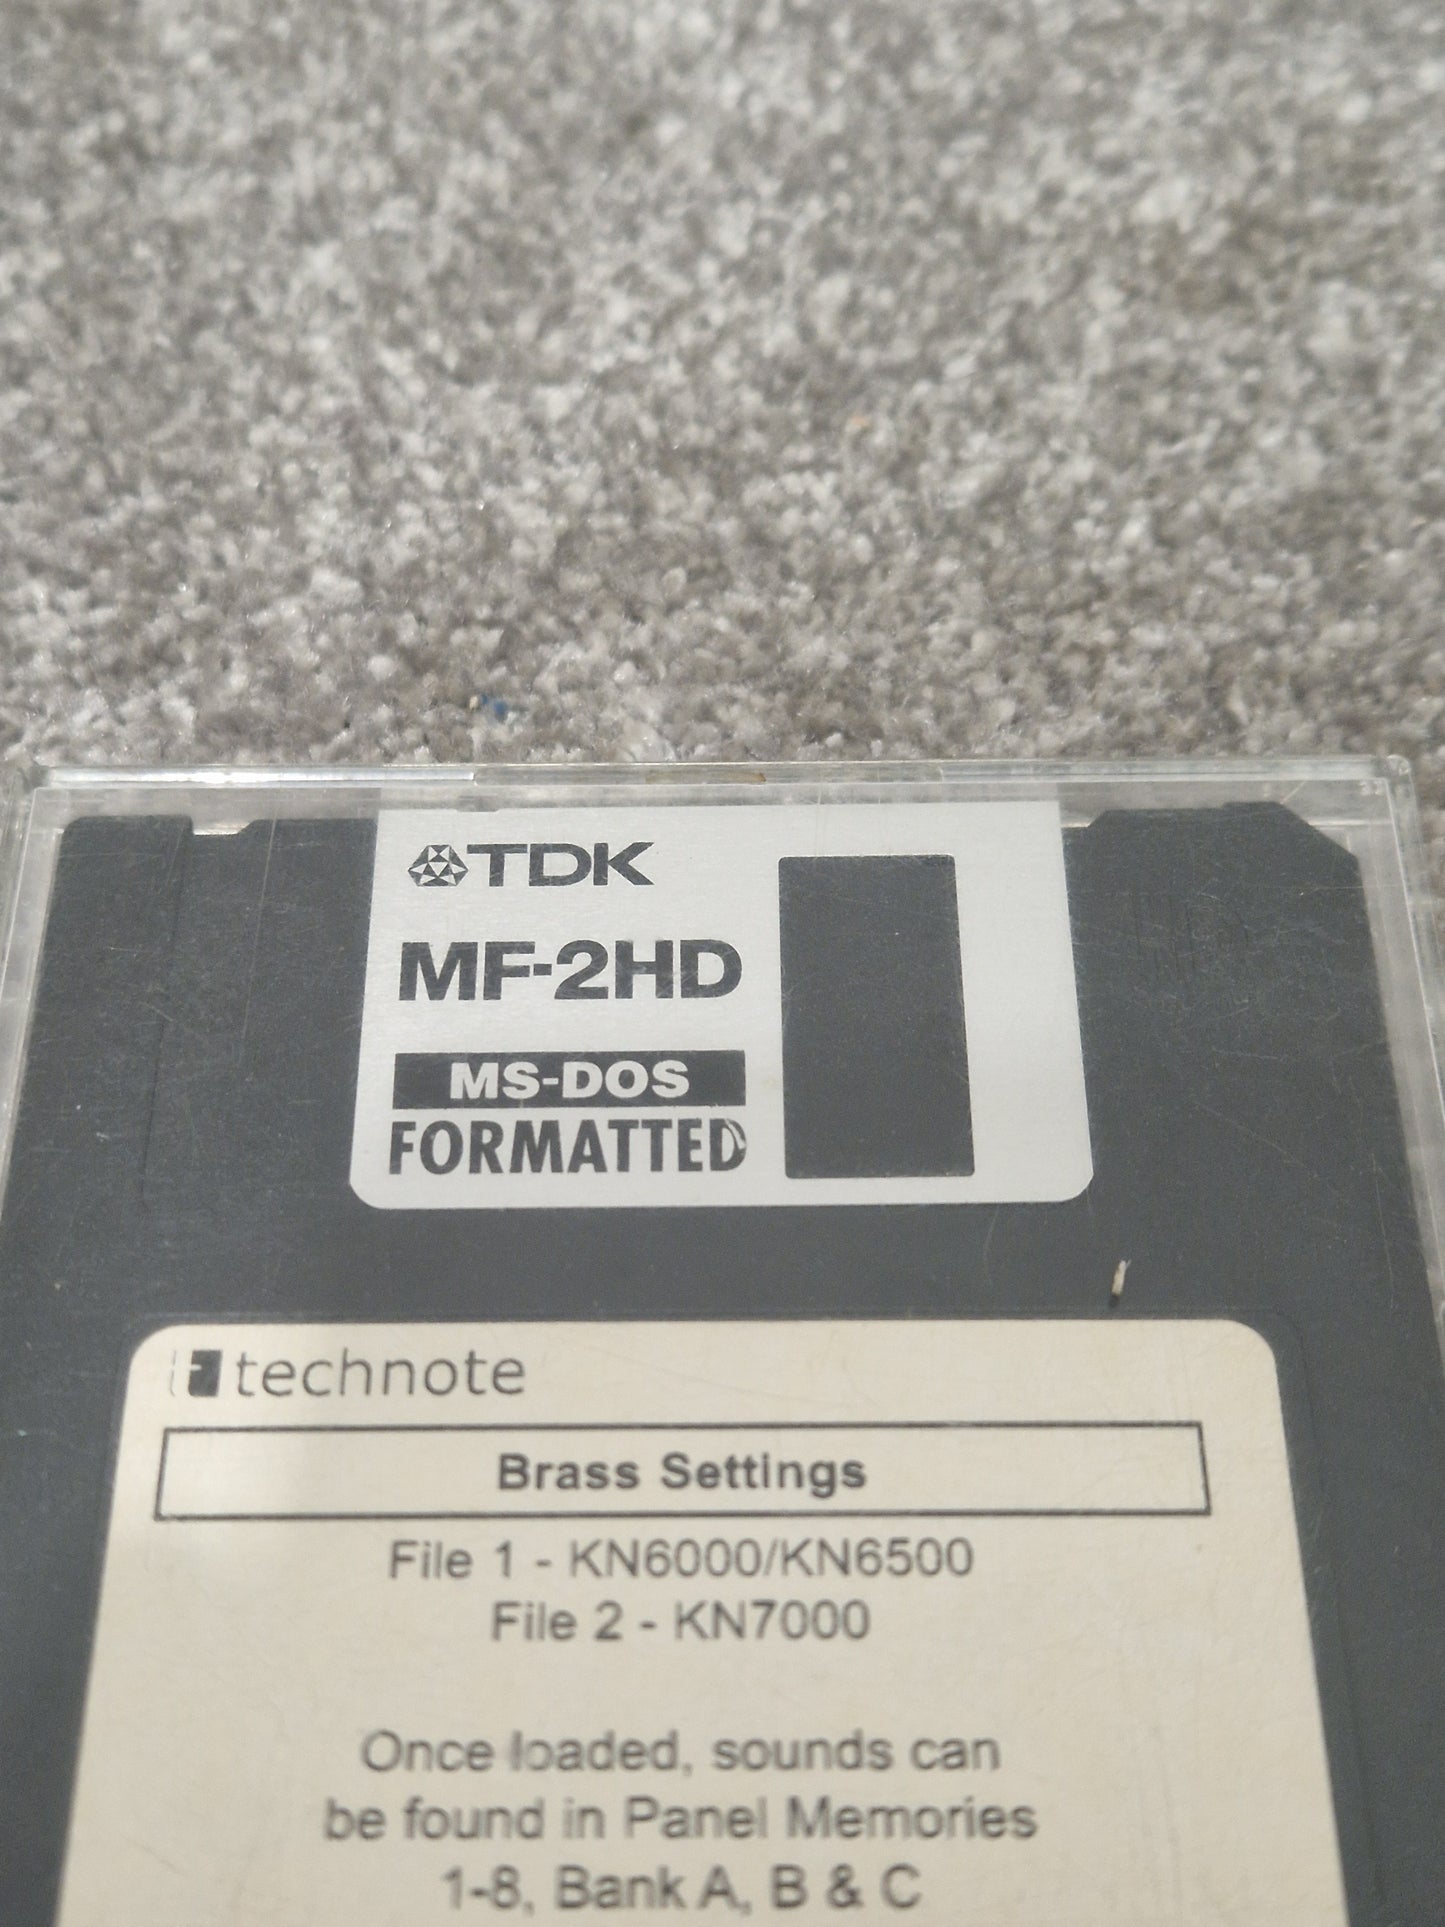 TDK
MF-2HD
MS-DOS
FORMATTED
HD
technote
Brass Settings
File 1 - KN6000/KN6500
File 2 - KN7000
Once loaded, sounds can
be found in Panel Memories
1-8, Bank A, B & C